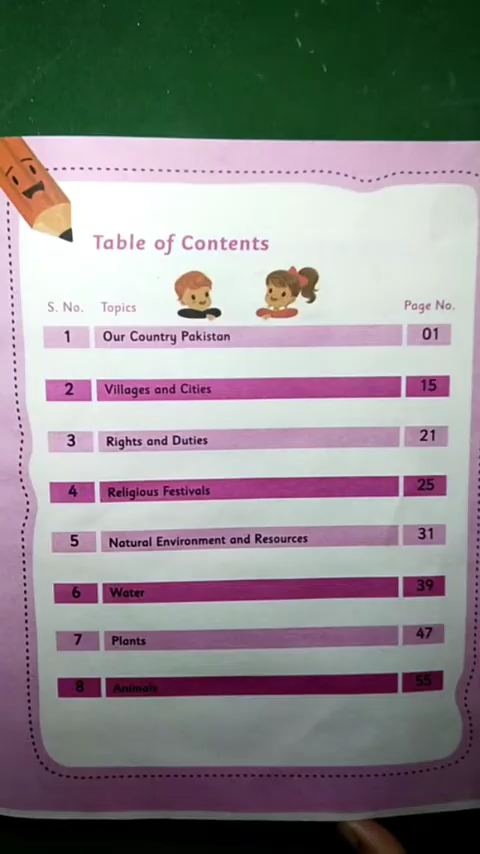 Table of Contents
S. No. Topics Page No.
1 Our Country Pakistan 01
2 Villages and Cities 15
3 Rights and Duties 21
4 Religious Festivals 25
5 Natural Environment and Resources 31
6 Water 39
7 Plants 47
8 Animals 55